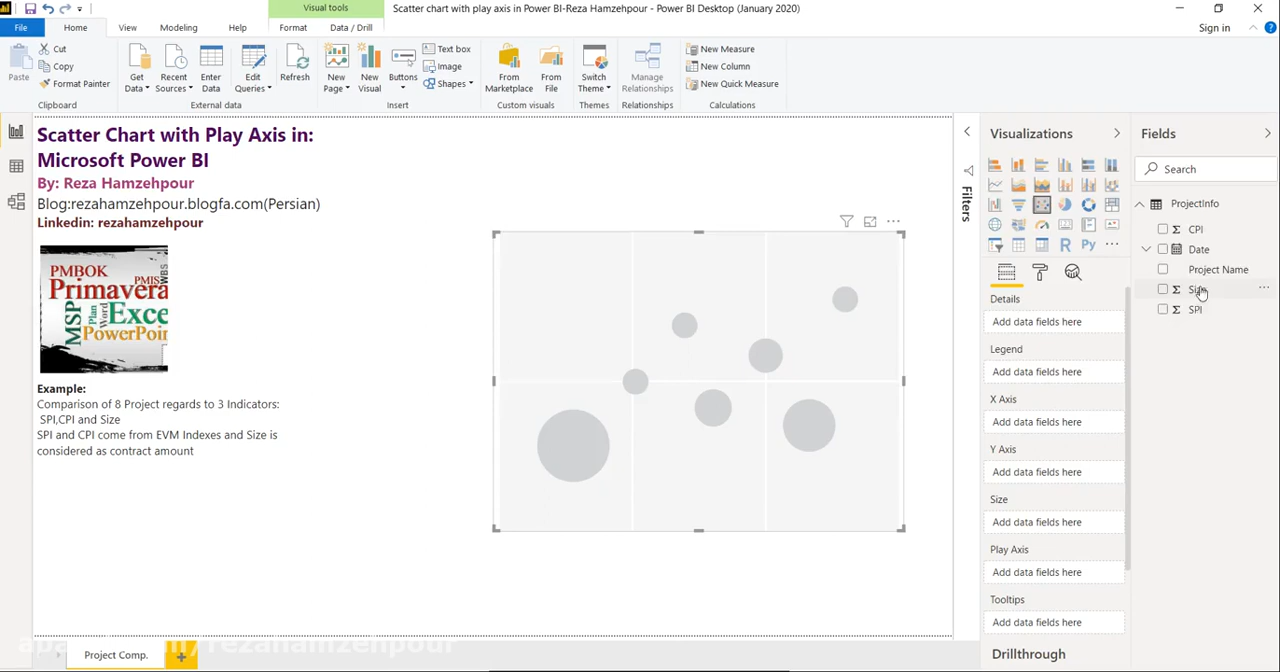 Visual tools
Scatter chart with play axis in Power BI-Reza Hamzehpour - Power BI Desktop (January 2020)
File Home View Modeling Help Format Data / Drill Sign in
Paste
Cut
Copy
Format Painter
Clipboard
Get Data
Recent Sources
Enter Data
Edit Queries
Refresh
External data
New Page
New Visual
Buttons
Text box
Image
Shapes
Insert
From Marketplace
From File
Custom visuals
Switch Theme
Themes
Manage Relationships
Relationships
New Measure
New Column
New Quick Measure
Calculations
Scatter Chart with Play Axis in:
Microsoft Power BI
By: Reza Hamzehpour
Blog:rezahamzehpour.blogfa.com(Persian)
Linkedin: rezahamzehpour
PMBOK
PMIS
WBS
Primavera
MSP
Plan
Word
Exce
PowerPoin
Example:
Comparison of 8 Project regards to 3 Indicators:
SPI,CPI and Size
SPI and CPI come from EVM Indexes and Size is
considered as contract amount
Filters
Visualizations
R
Py
Details
Add data fields here
Legend
Add data fields here
X Axis
Add data fields here
Y Axis
Add data fields here
Size
Add data fields here
Play Axis
Add data fields here
Tooltips
Add data fields here
Drillthrough
Fields
Search
ProjectInfo
CPI
Date
Project Name
Size
SPI
Project Comp.
/rezahamzehpour